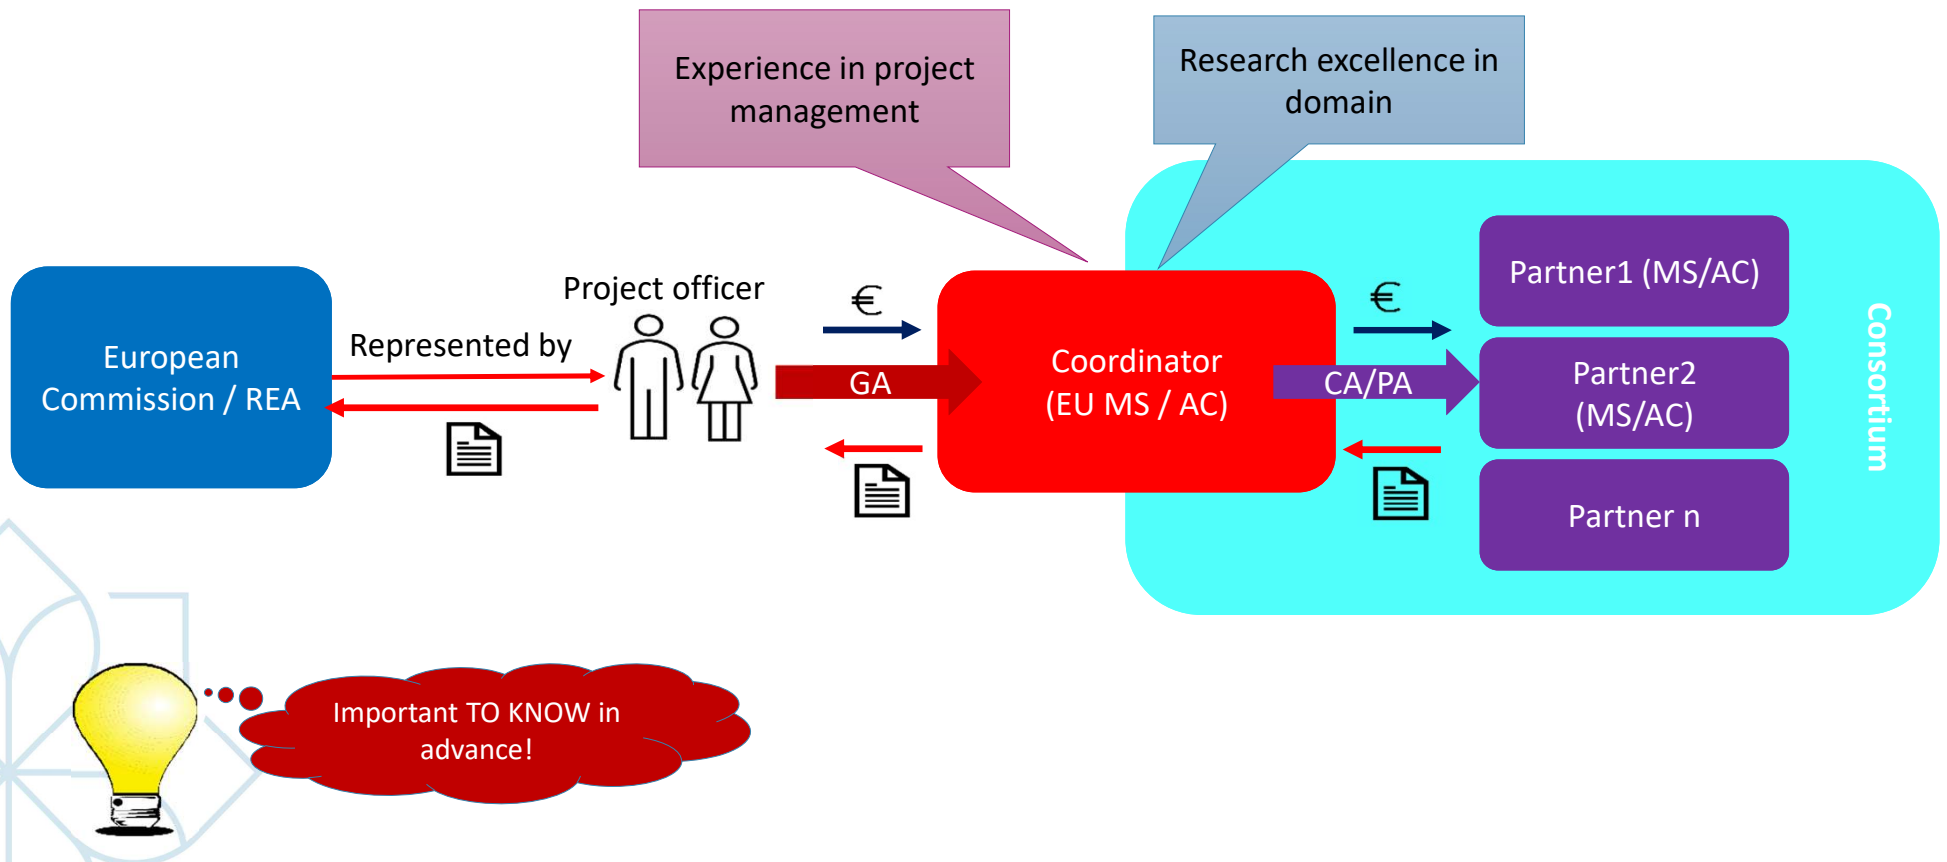 Experience in project
management
Research excellence in
domain
European
Commission / REA
Represented by
Project officer
€
GA
Coordinator
(EU MS / AC)
€
CA/PA
Partner1 (MS/AC)
Partner2
(MS/AC)
Partner n
Consortium
Important TO KNOW in
advance!